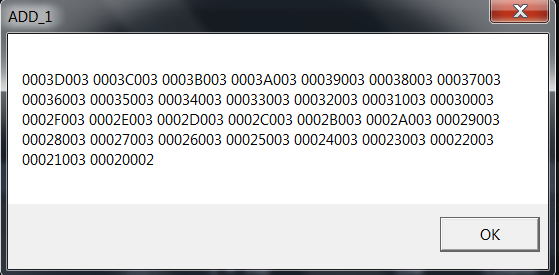 ADD_1
0003D003 0003C003 0003B003 0003A003 00039003 00038003 00037003
00036003 00035003 00034003 00033003 00032003 00031003 00030003
0002F003 0002E003 0002D003 0002C003 0002B003 0002A003 00029003
00028003 00027003 00026003 00025003 00024003 00023003 00022003
00021003 00020002
OK